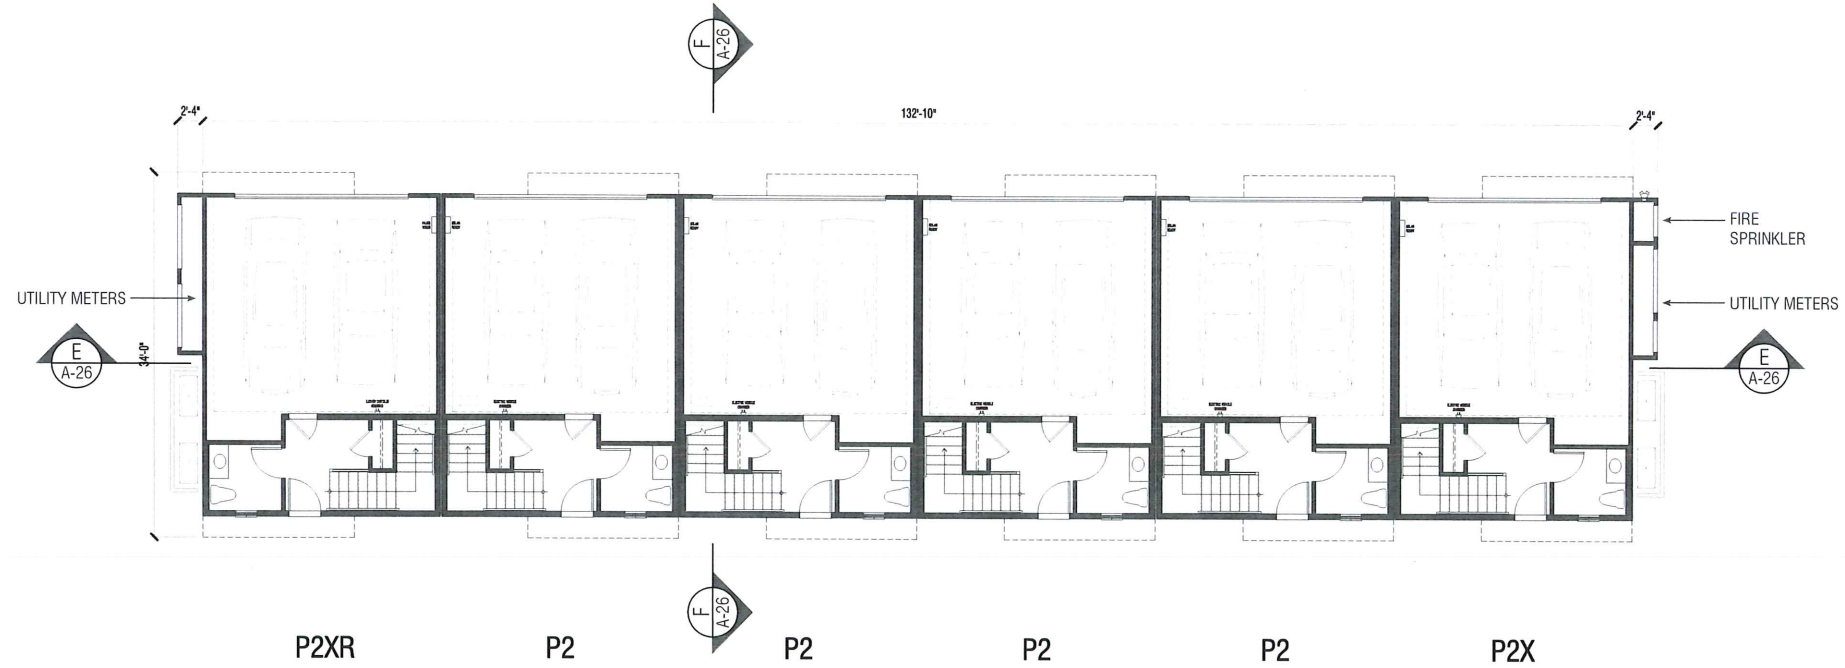 F
A-26
2'-4"
132'-10"
2'-4"
FIRE
SPRINKLER
UTILITY METERS
UTILITY METERS
34'-0"
E
A-26
E
A-26
F
A-26
P2XR
P2
P2
P2
P2
P2X